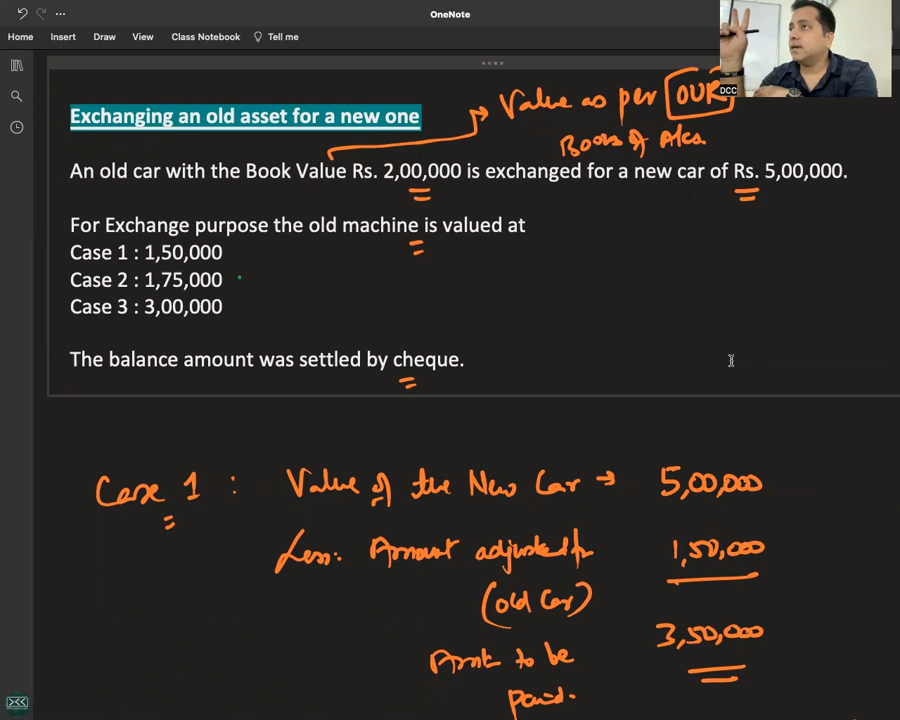 OneNote
Home Insert Draw View Class Notebook Tell me
DCC
Exchanging an old asset for a new one
Value as per OUR
Books of A/cs.
An old car with the Book Value Rs. 2,00,000 is exchanged for a new car of Rs. 5,00,000.
For Exchange purpose the old machine is valued at
Case 1 : 1,50,000
Case 2 : 1,75,000
Case 3 : 3,00,000
The balance amount was settled by cheque.
Case 1 : Value of the New Car → 5,00,000
Less: Amount adjusted for 1,50,000
(old Car)
3,50,000
Amt to be
paid.